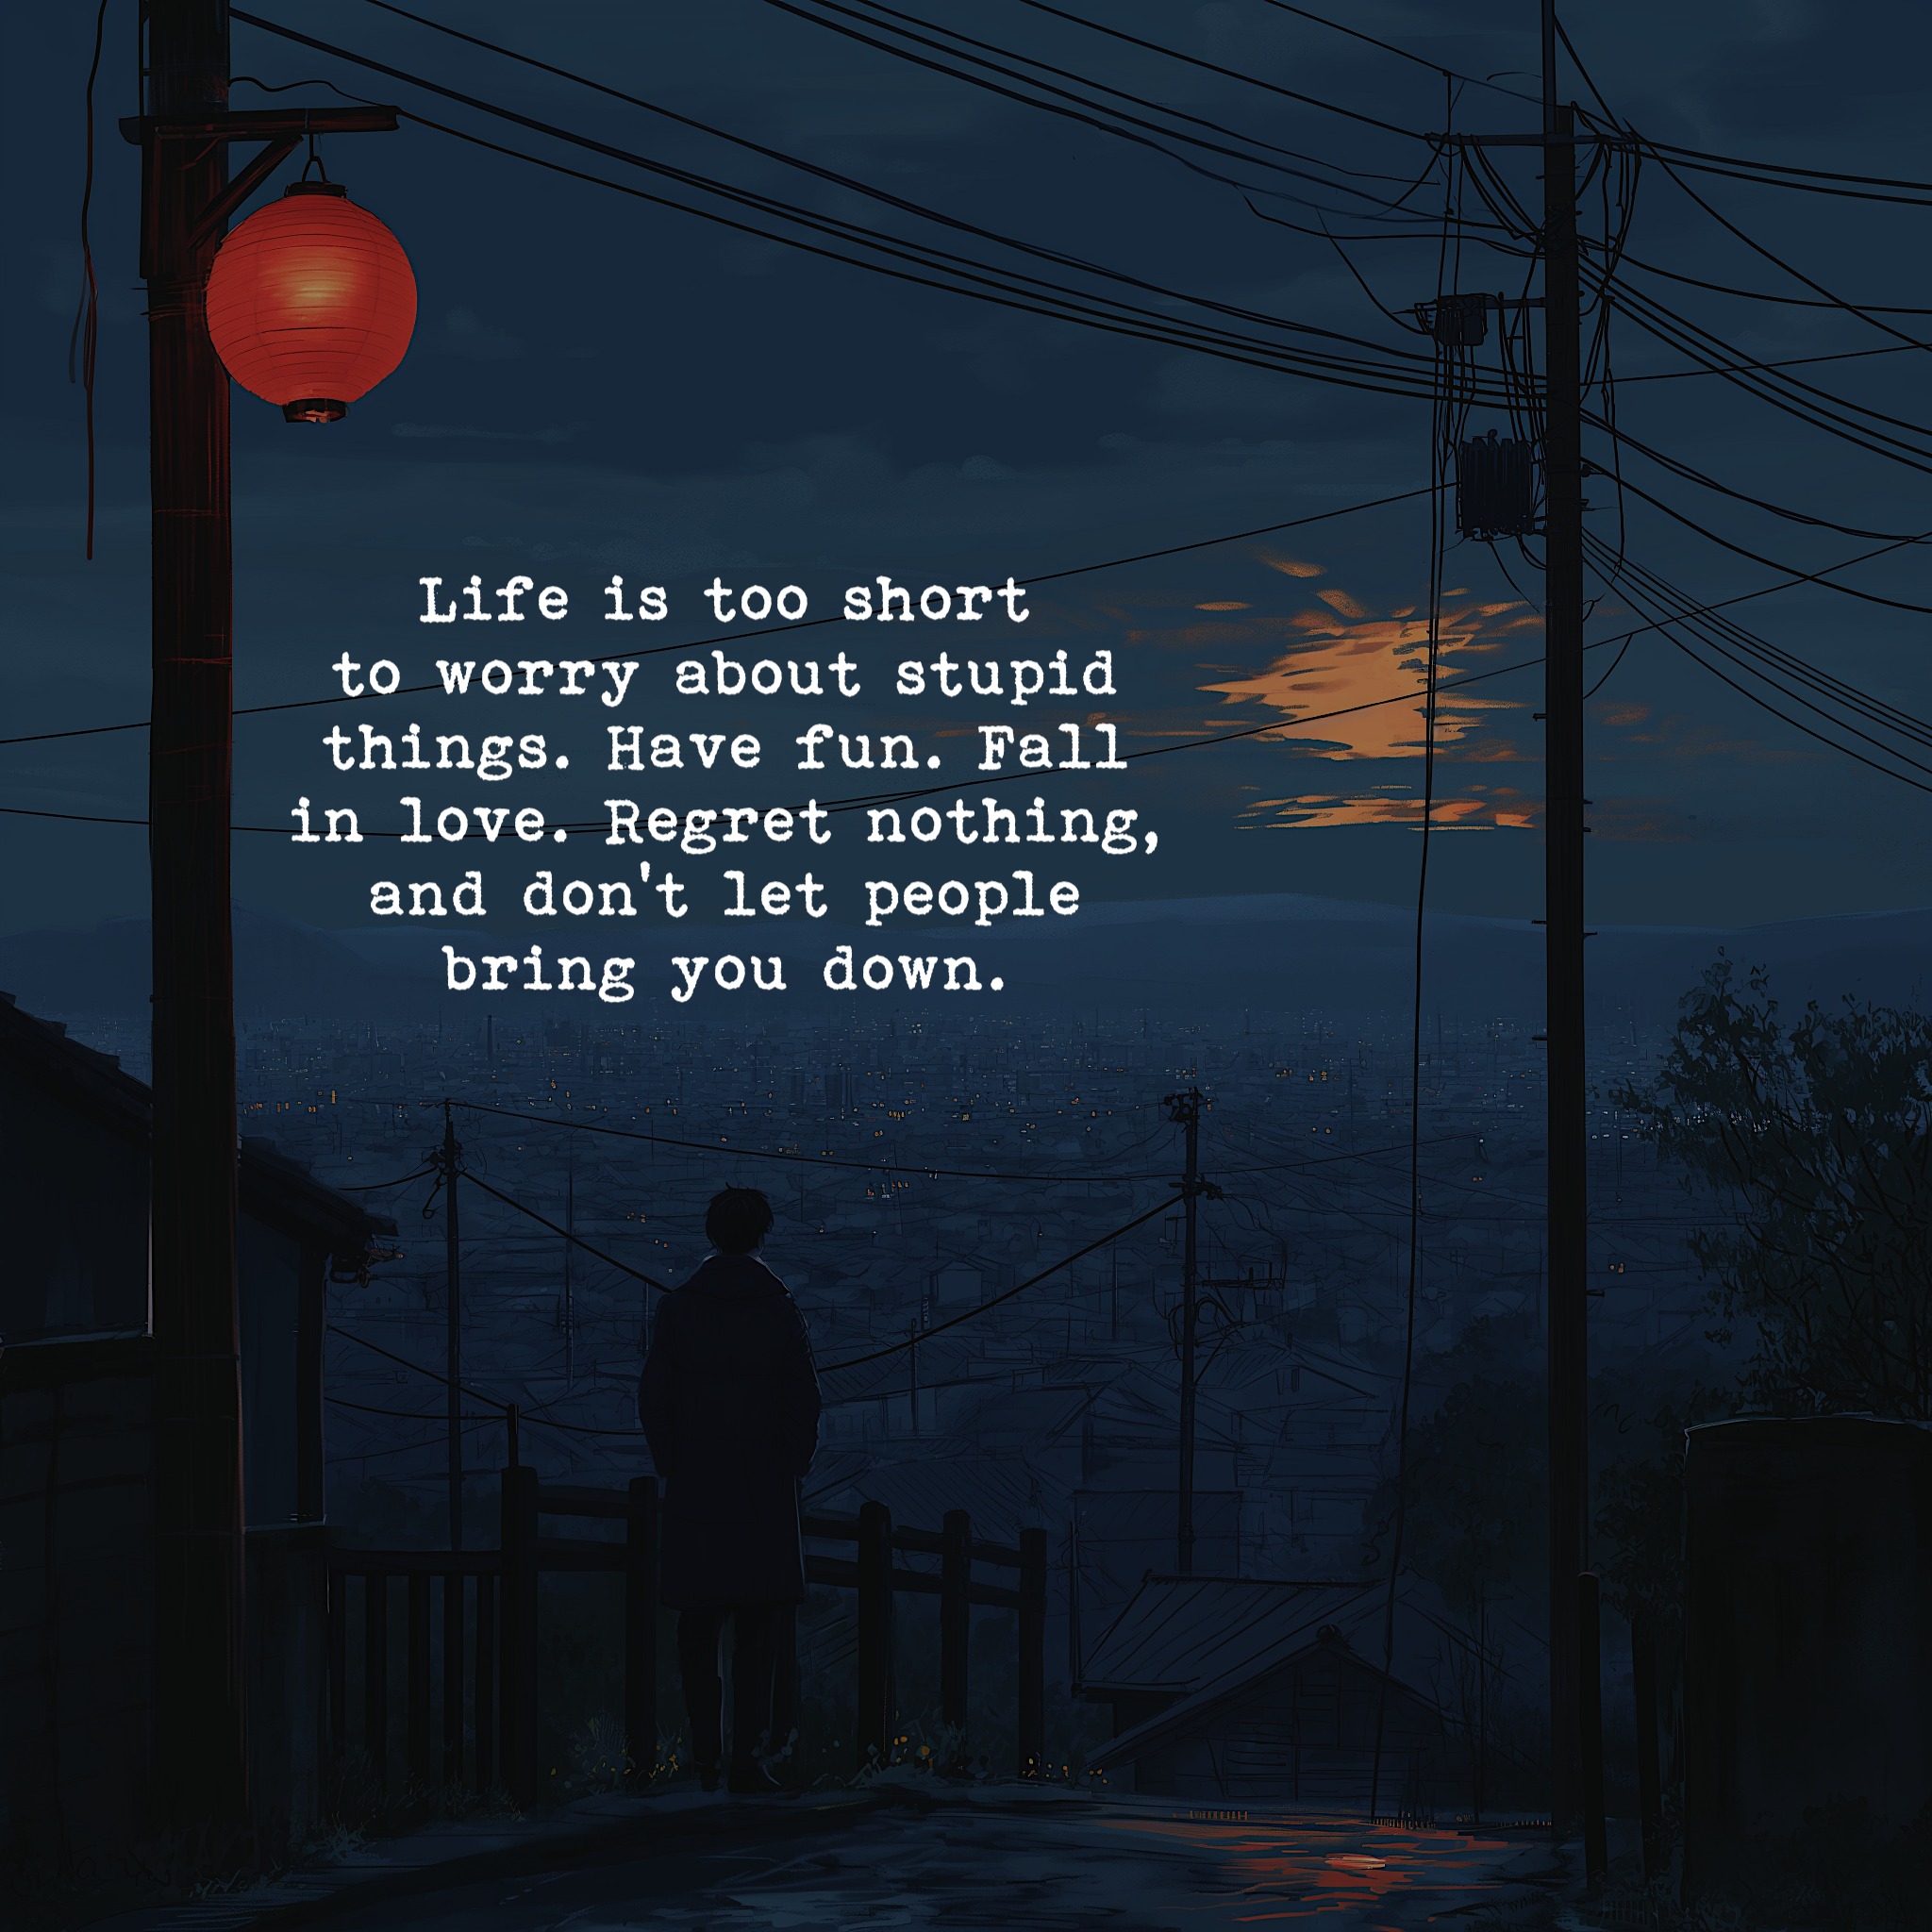 Life is too short
to worry about stupid
things. Have fun. Fall
in love. Regret nothing,
and don't let people
bring you down.